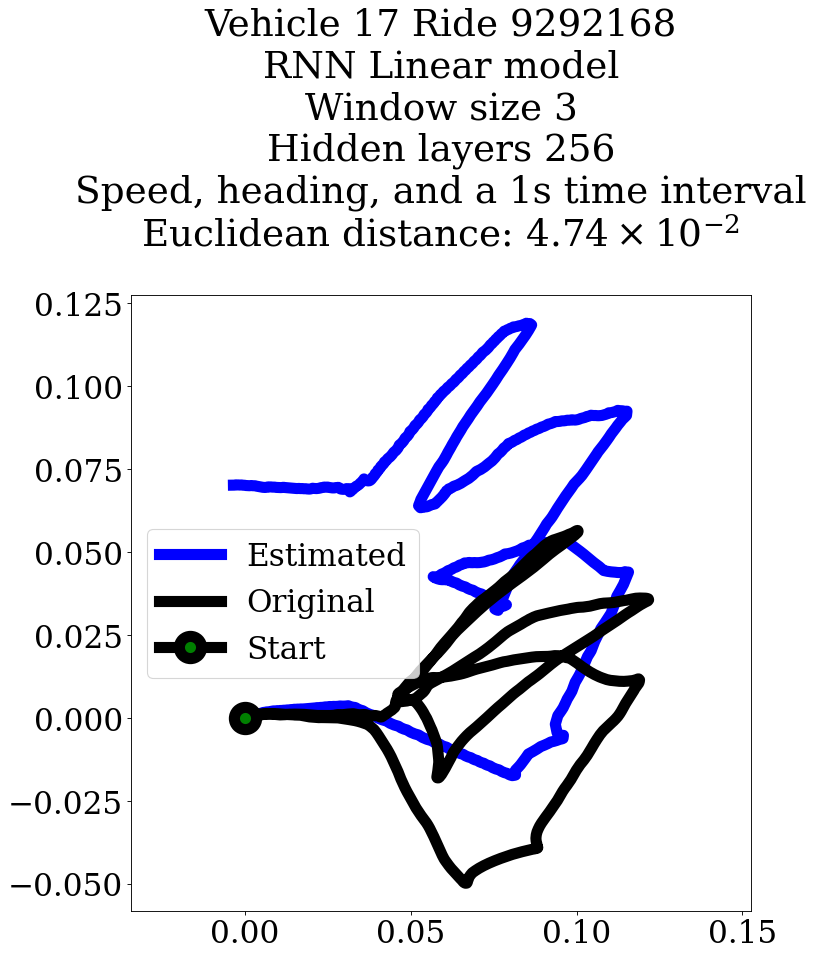 Vehicle 17 Ride 9292168
RNN Linear model
Window size 3
Hidden layers 256
Speed, heading, and a 1s time interval
Euclidean distance: 4.74 × 10⁻²
0.125
0.100
0.075
0.050
0.025
0.000
−0.025
−0.050
Estimated
Original
Start
0.00 0.05 0.10 0.15